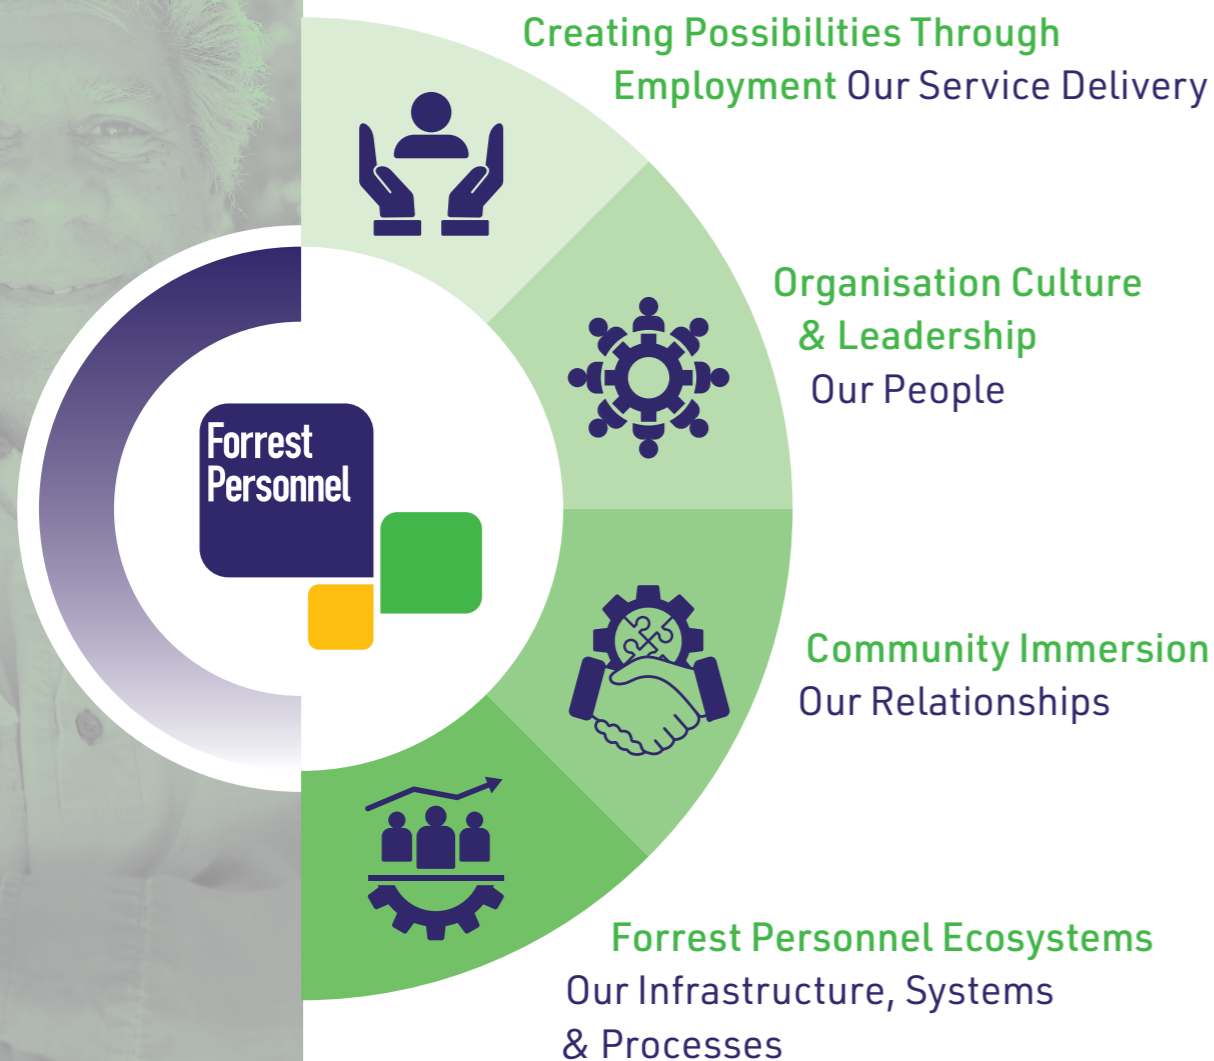 Creating Possibilities Through
Employment Our Service Delivery
Organisation Culture
& Leadership
Our People
Forrest
Personnel
Community Immersion
Our Relationships
Forrest Personnel Ecosystems
Our Infrastructure, Systems
& Processes